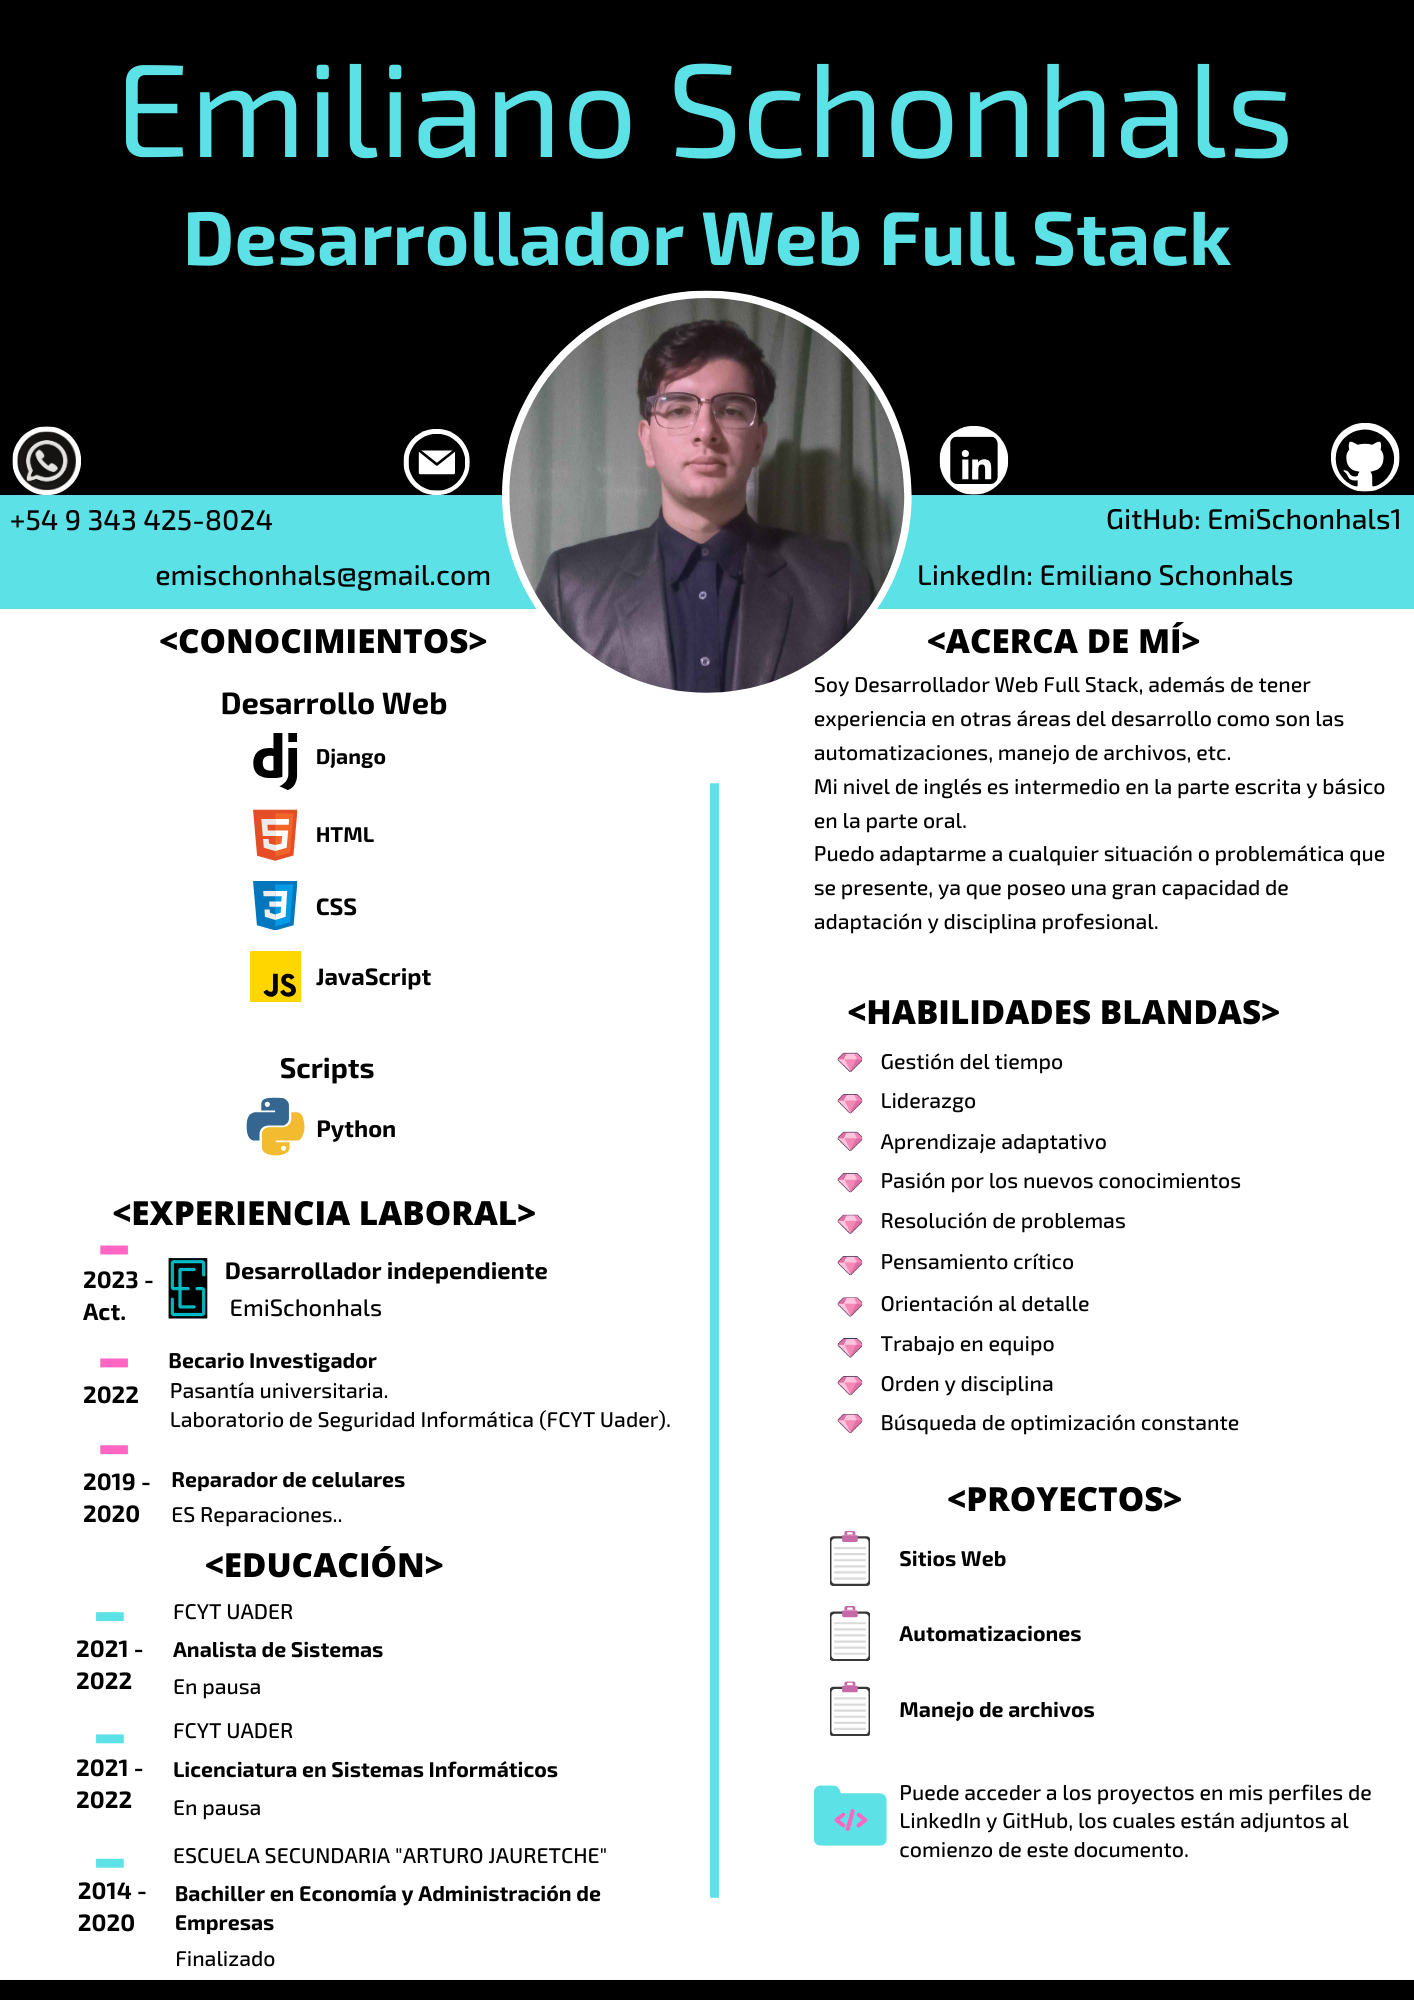 Emiliano Schonhals
Desarrollador Web Full Stack
+54 9 343 425-8024
emischonhals@gmail.com
GitHub: EmiSchonhals1
LinkedIn: Emiliano Schonhals
<CONOCIMIENTOS>
Desarrollo Web
dj Django
5 HTML
3 CSS
JS JavaScript
Scripts
Python
<EXPERIENCIA LABORAL>
2023 -
Act.
Desarrollador independiente
EmiSchonhals
2022
Becario Investigador
Pasantía universitaria.
Laboratorio de Seguridad Informática (FCYT Uader).
2019 -
2020
Reparador de celulares
ES Reparaciones..
<EDUCACIÓN>
2021 -
2022
FCYT UADER
Analista de Sistemas
En pausa
2021 -
2022
FCYT UADER
Licenciatura en Sistemas Informáticos
En pausa
2014 -
2020
ESCUELA SECUNDARIA "ARTURO JAURETCHE"
Bachiller en Economía y Administración de
Empresas
Finalizado
<ACERCA DE MÍ>
Soy Desarrollador Web Full Stack, además de tener
experiencia en otras áreas del desarrollo como son las
automatizaciones, manejo de archivos, etc.
Mi nivel de inglés es intermedio en la parte escrita y básico
en la parte oral.
Puedo adaptarme a cualquier situación o problemática que
se presente, ya que poseo una gran capacidad de
adaptación y disciplina profesional.
<HABILIDADES BLANDAS>
Gestión del tiempo
Liderazgo
Aprendizaje adaptativo
Pasión por los nuevos conocimientos
Resolución de problemas
Pensamiento crítico
Orientación al detalle
Trabajo en equipo
Orden y disciplina
Búsqueda de optimización constante
<PROYECTOS>
Sitios Web
Automatizaciones
Manejo de archivos
</>
Puede acceder a los proyectos en mis perfiles de
LinkedIn y GitHub, los cuales están adjuntos al
comienzo de este documento.